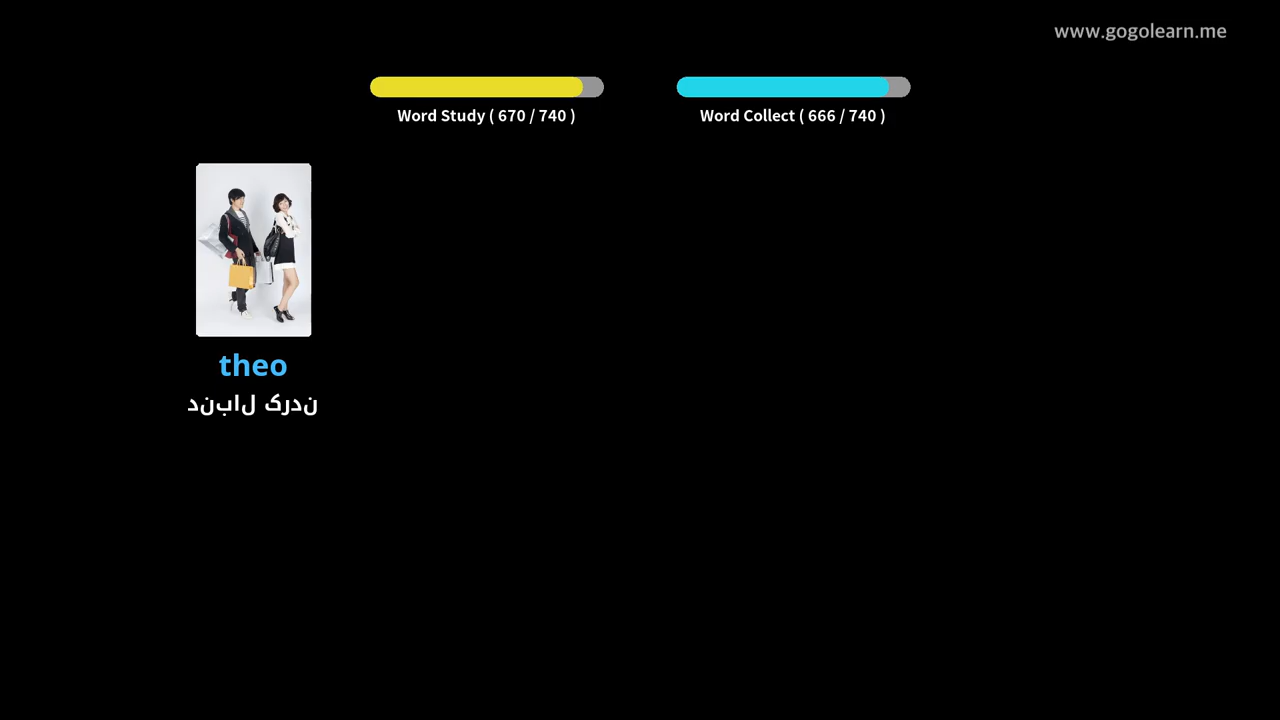 www.gogolearn.me
Word Study ( 670 / 740 )
Word Collect ( 666 / 740 )
theo
دنبال کردن